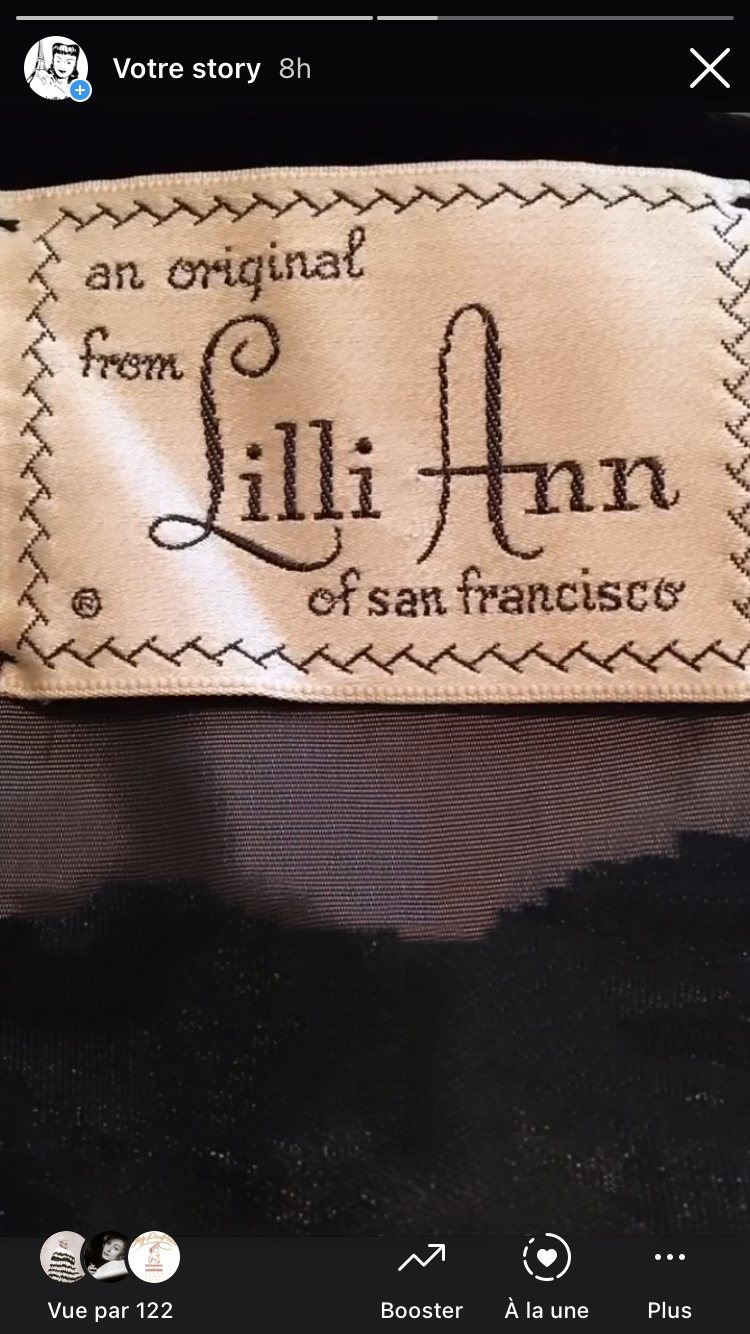 Votre story 8h
an original
from Lilli Ann
®
of san francisco
Vue par 122
Booster
À la une
Plus